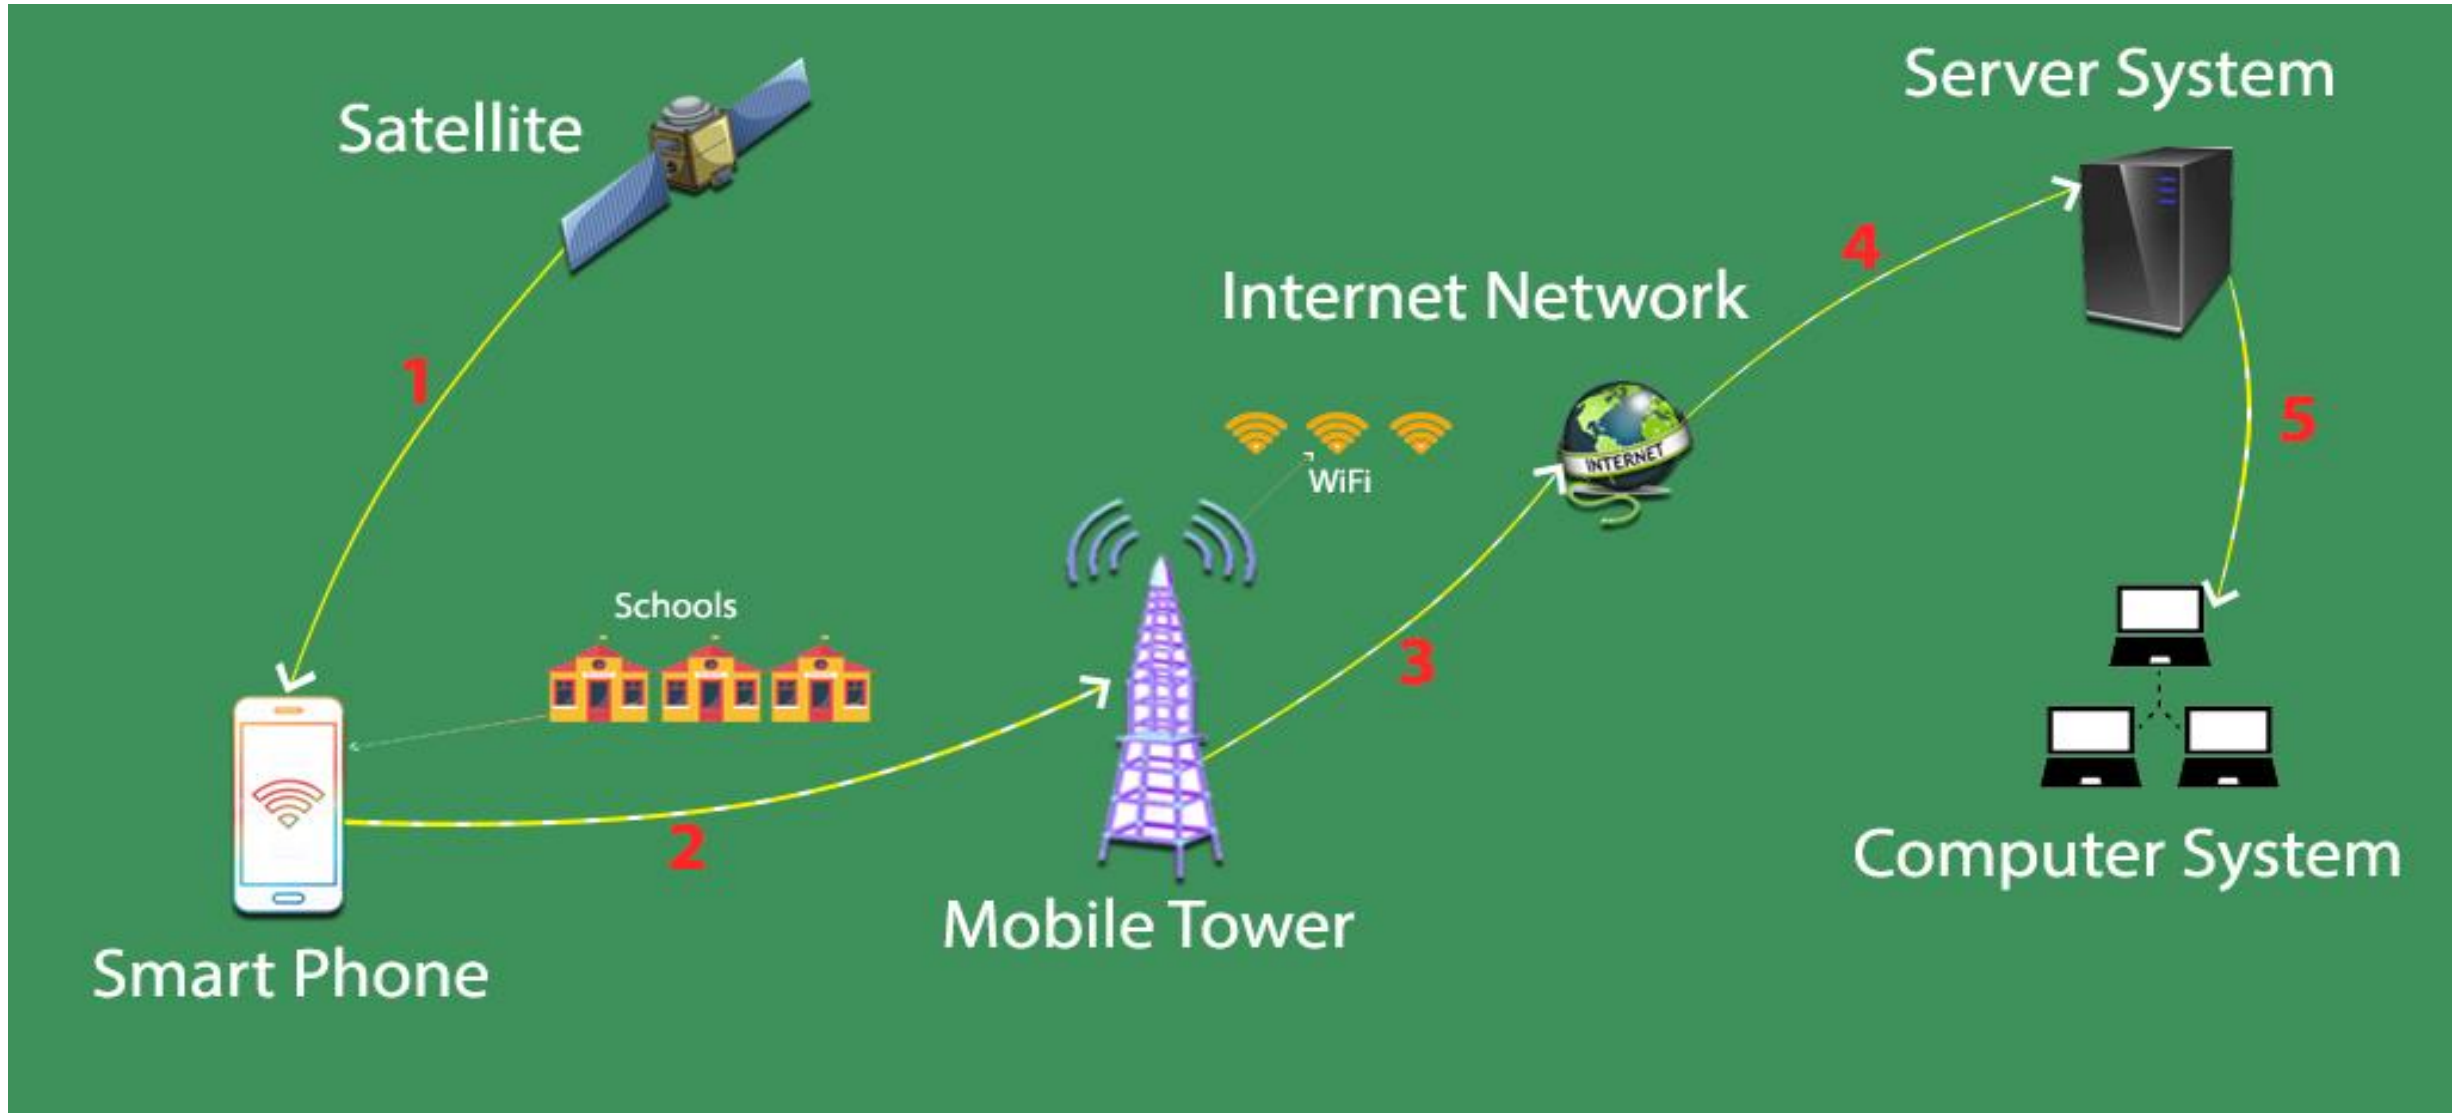 Satellite
Server System
Internet Network
4
1
5
INTERNET
WiFi
Schools
3
2
Computer System
Mobile Tower
Smart Phone